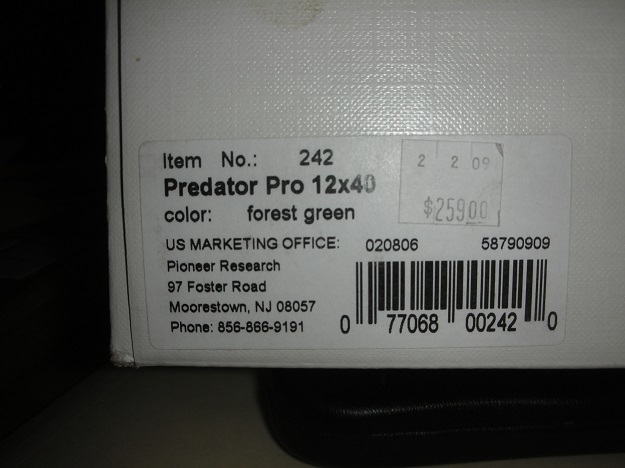 Item No.: 242
Predator Pro 12x40
color: forest green
2 2 09
$259.00
US MARKETING OFFICE: 020806 58790909
Pioneer Research
97 Foster Road
Moorestown, NJ 08057
Phone: 856-866-9191
0 77068 00242 0